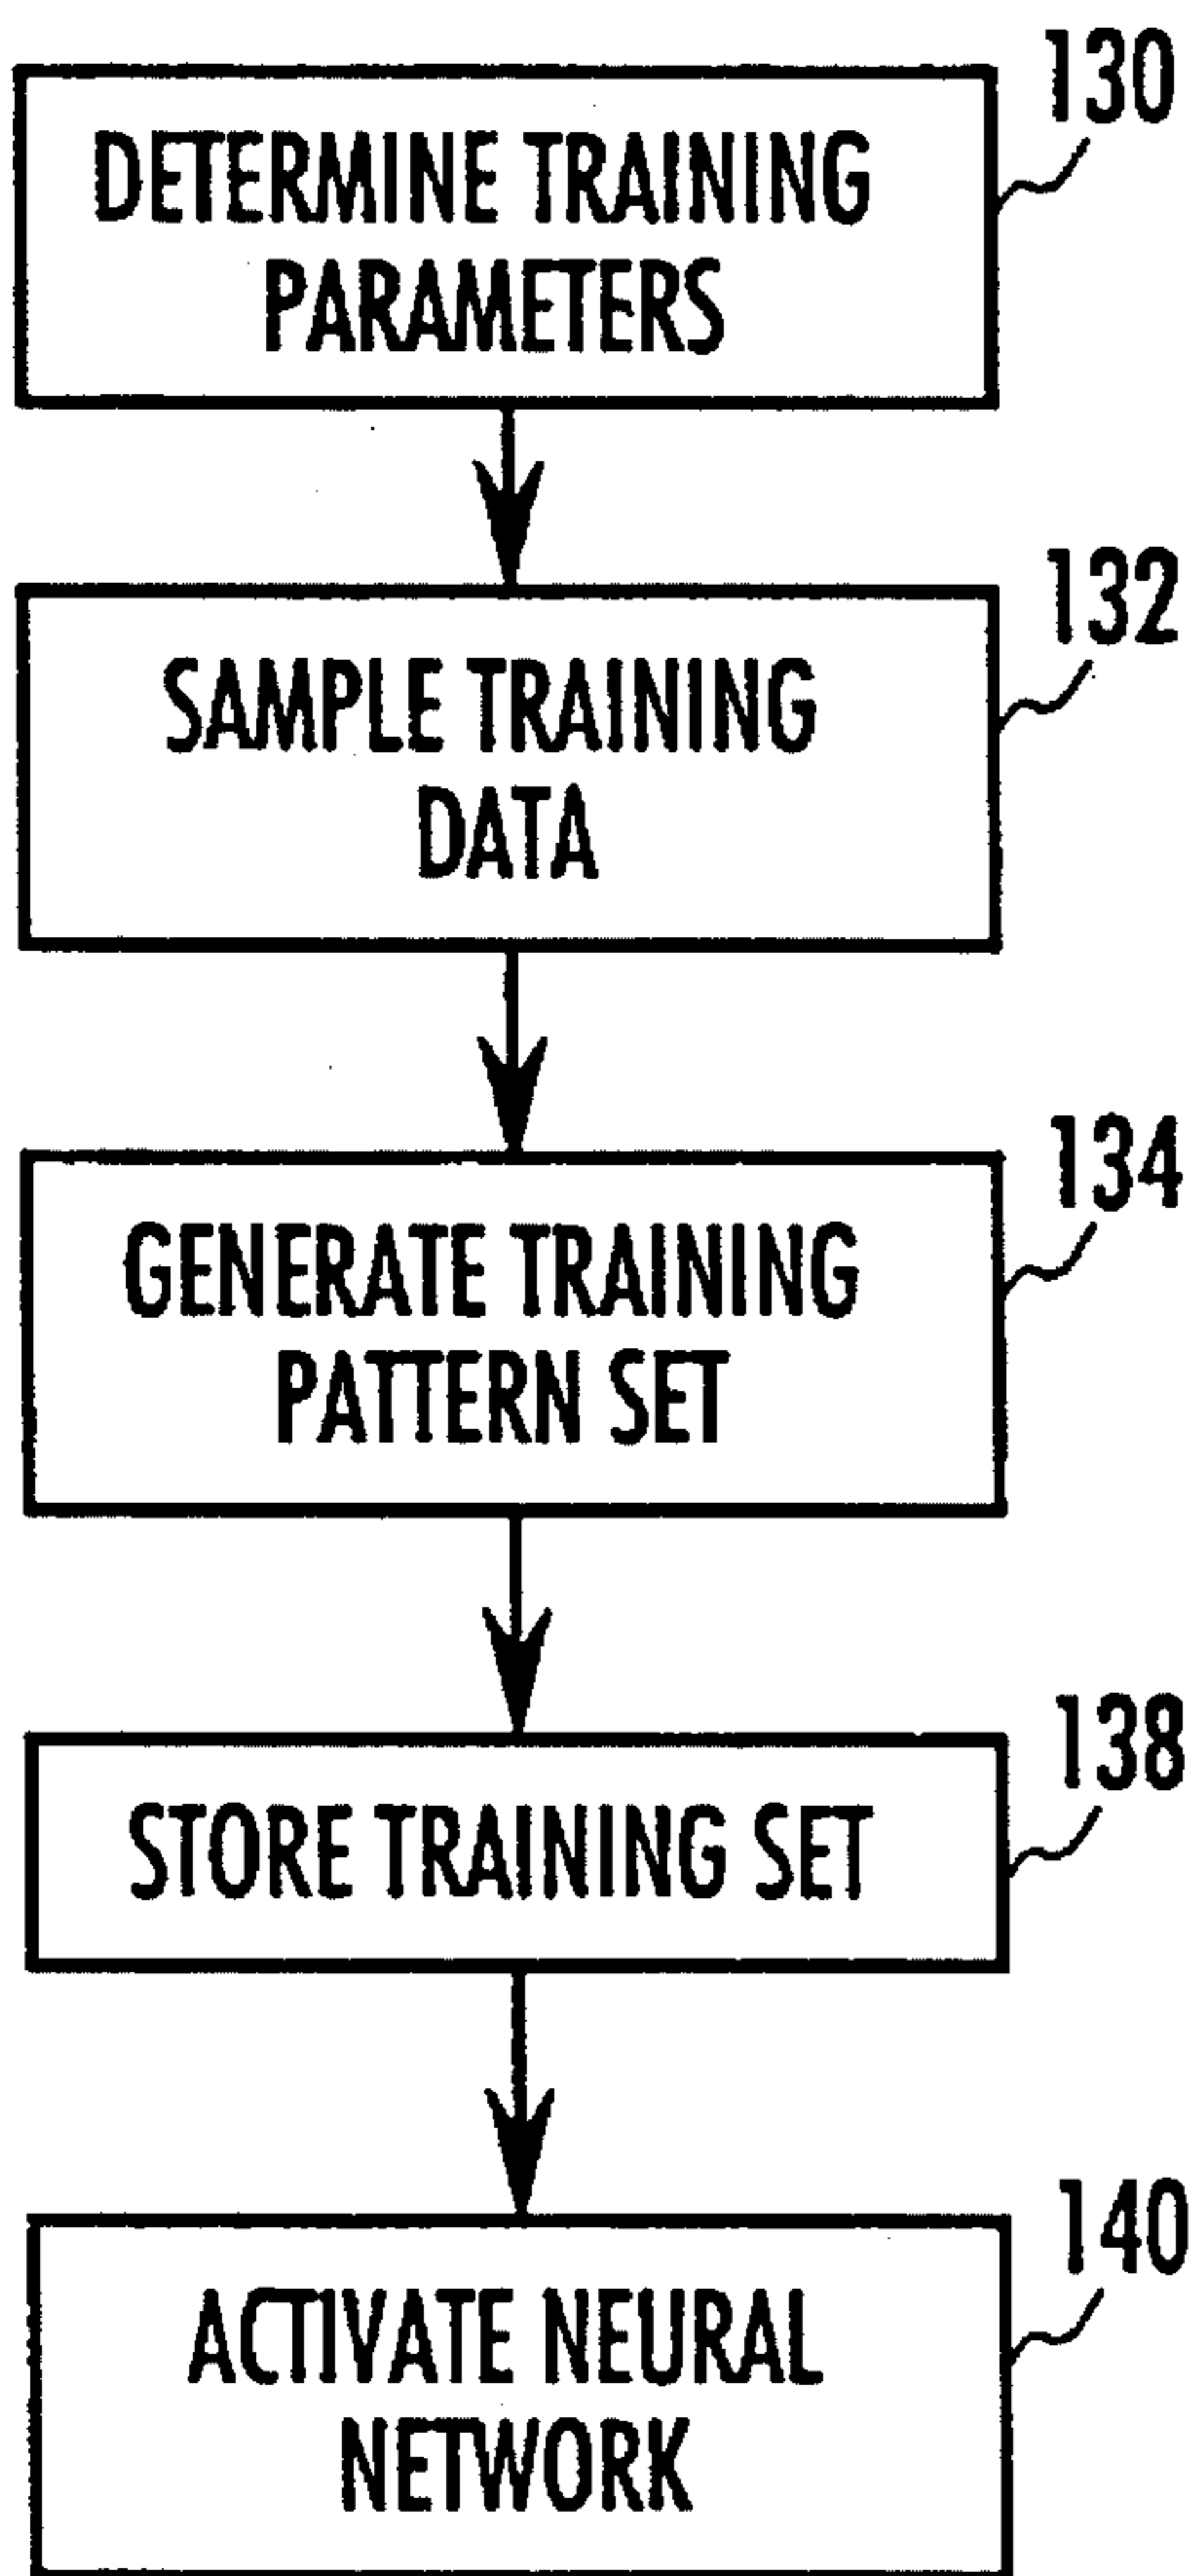 130
DETERMINE TRAINING
PARAMETERS
132
SAMPLE TRAINING
DATA
134
GENERATE TRAINING
PATTERN SET
138
STORE TRAINING SET
140
ACTIVATE NEURAL
NETWORK